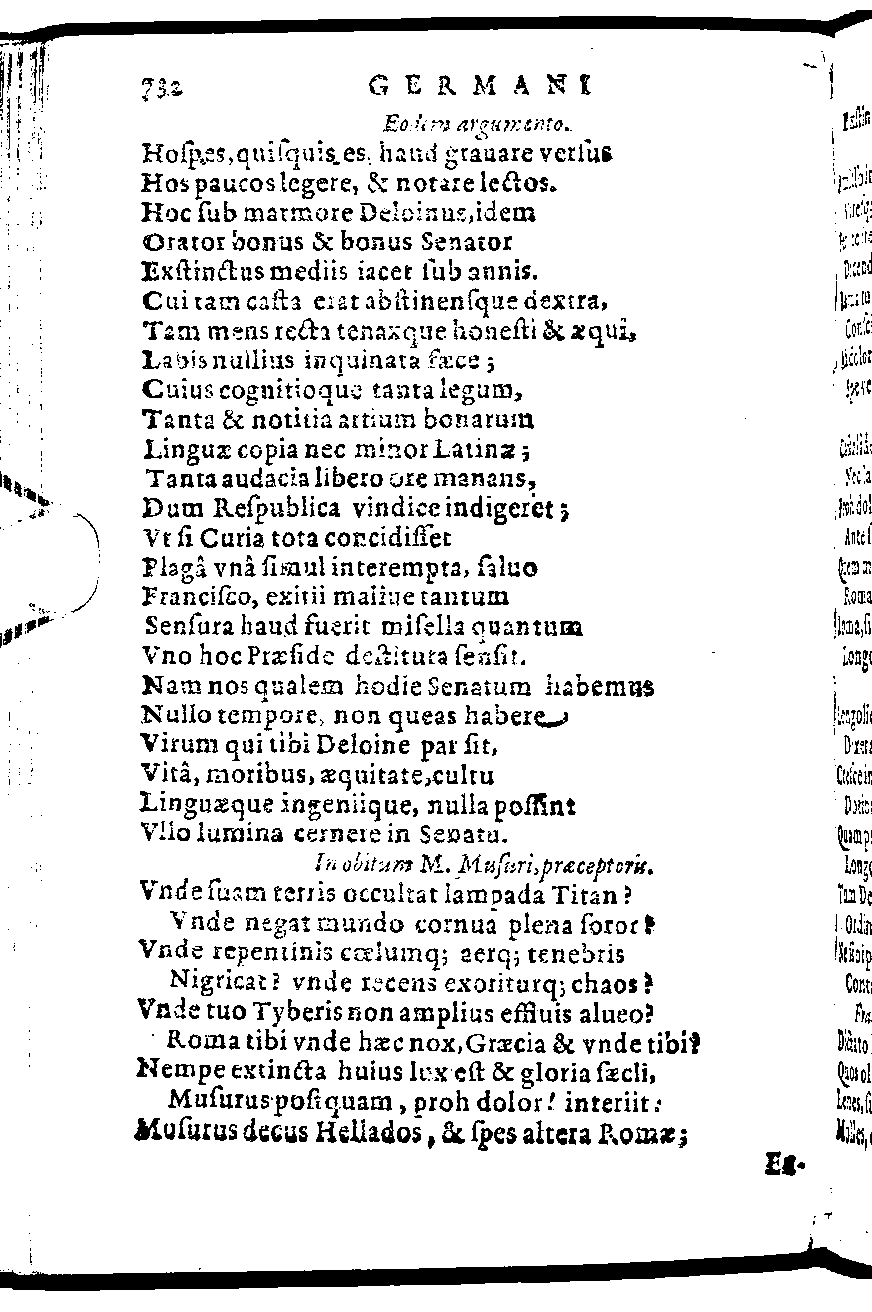 732 GERMANI
Eodem argumento.
Hoſpes, quiſquis es, haud grauare verſus
Hos paucos legere, & notare lectos.
Hoc ſub marmore Deloinus, idem
Orator bonus & bonus Senator
Exſtinctus mediis iacet ſub annis.
Cui tam caſta erat abſtinenſque dextra,
Tam mens recta tenaxque honeſti & æqui,
Labis nullius inquinata fæce;
Cuius cognitioque tanta legum,
Tanta & notitia artium bonarum
Linguæ copia nec minor Latinæ;
Tanta audacia libero ore manans,
Dum Reſpublica vindice indigeret;
Vt ſi Curia tota concidiſſet
Plagâ vnâ ſimul interempta, ſaluo
Franciſco, exitii maliue tantum
Senſura haud fuerit miſella quantum
Vno hoc Præſide deſtituta ſenſit.
Nam nos qualem hodie Senatum habemus
Nullo tempore, non queas habere
Virum qui tibi Deloine par ſit,
Vitâ, moribus, æquitate, cultu
Linguæque ingeniique, nulla poſſint
Vllo lumina cernere in Senatu.
In obitum M. Muſuri, præceptoris.
Vnde ſuam terris occultat lampada Titan?
Vnde negat mundo cornua plena ſoror?
Vnde repentinis cœlumq; aerq; tenebris
Nigricat? vnde recens exoriturq; chaos?
Vnde tuo Tyberis non amplius effluis alueo?
Roma tibi vnde hæc nox, Græcia & vnde tibi?
Nempe extincta huius lux eſt & gloria ſæcli,
Muſurus poſtquam, proh dolor! interiit:
Muſurus decus Hellados, & ſpes altera Romæ;